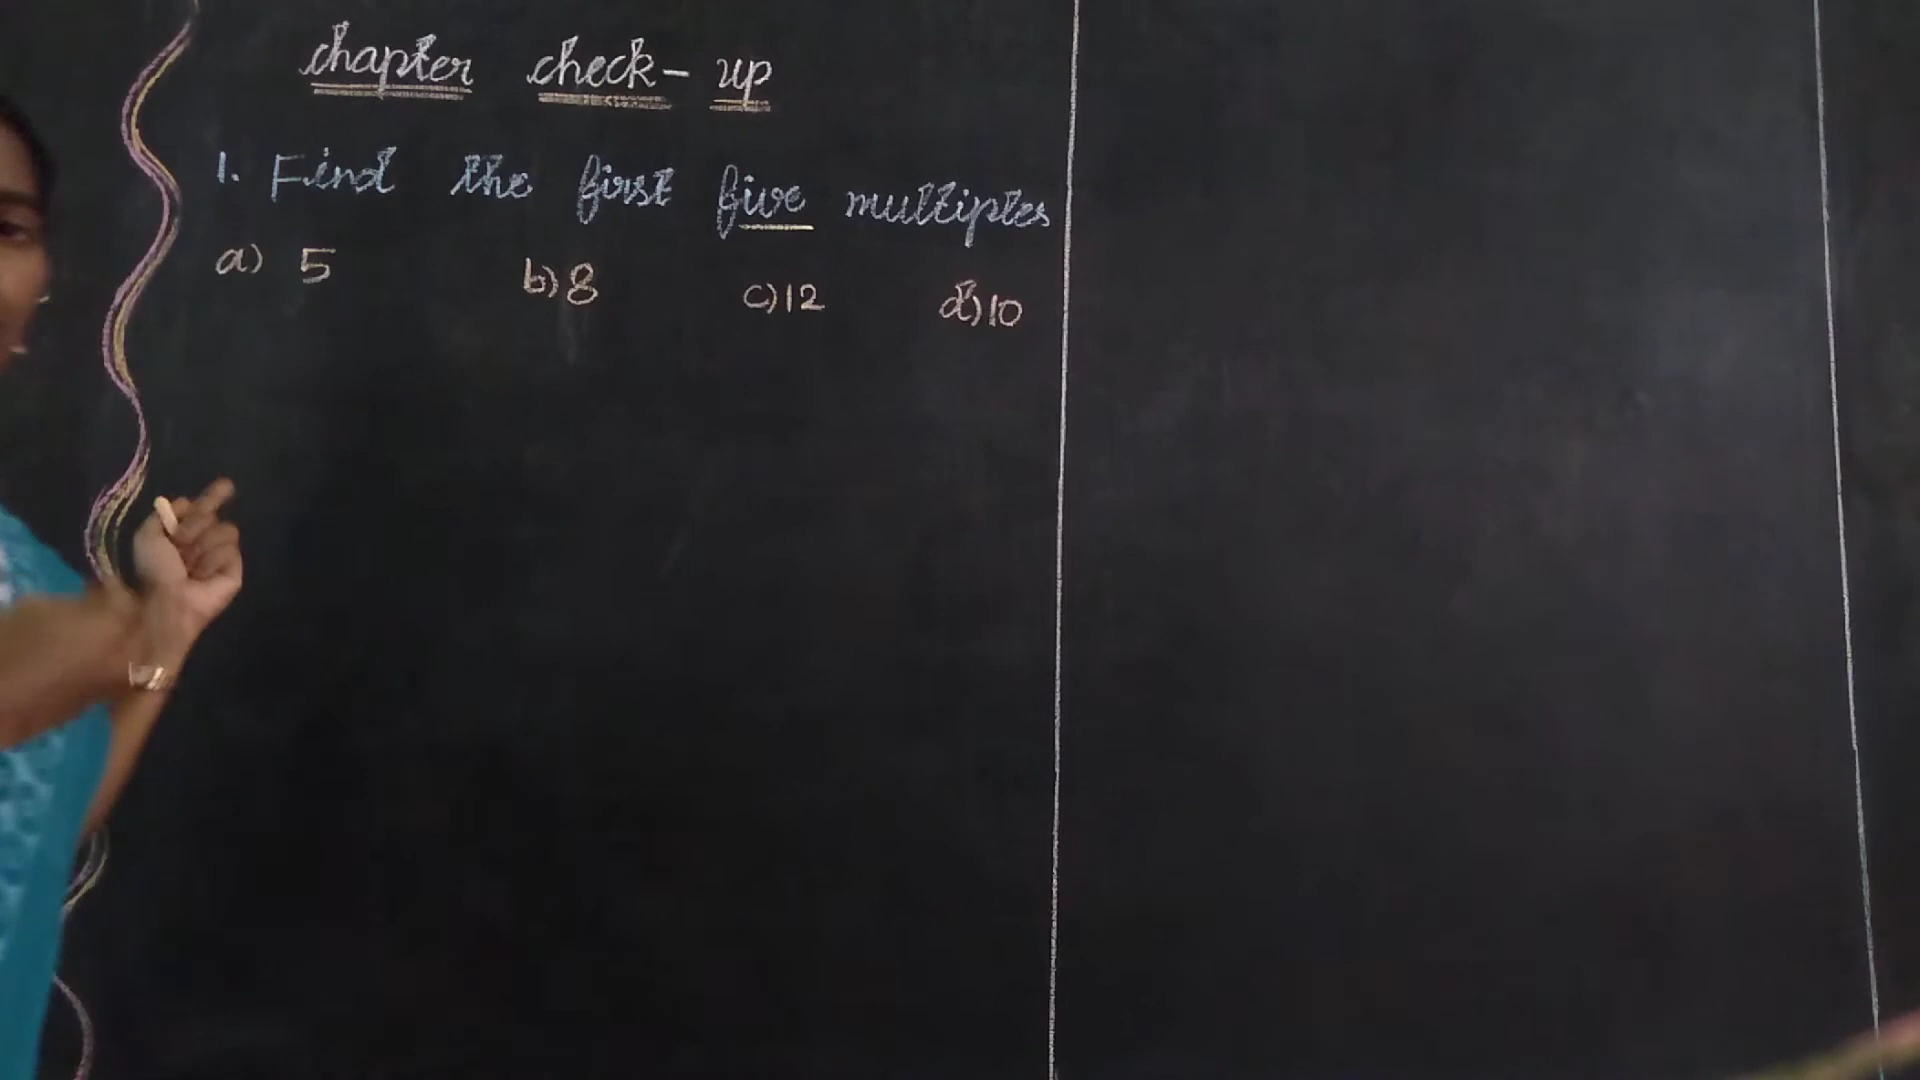 chapter check-up
1. Find the first five multiples
a) 5 b) 8 c) 12 d) 10